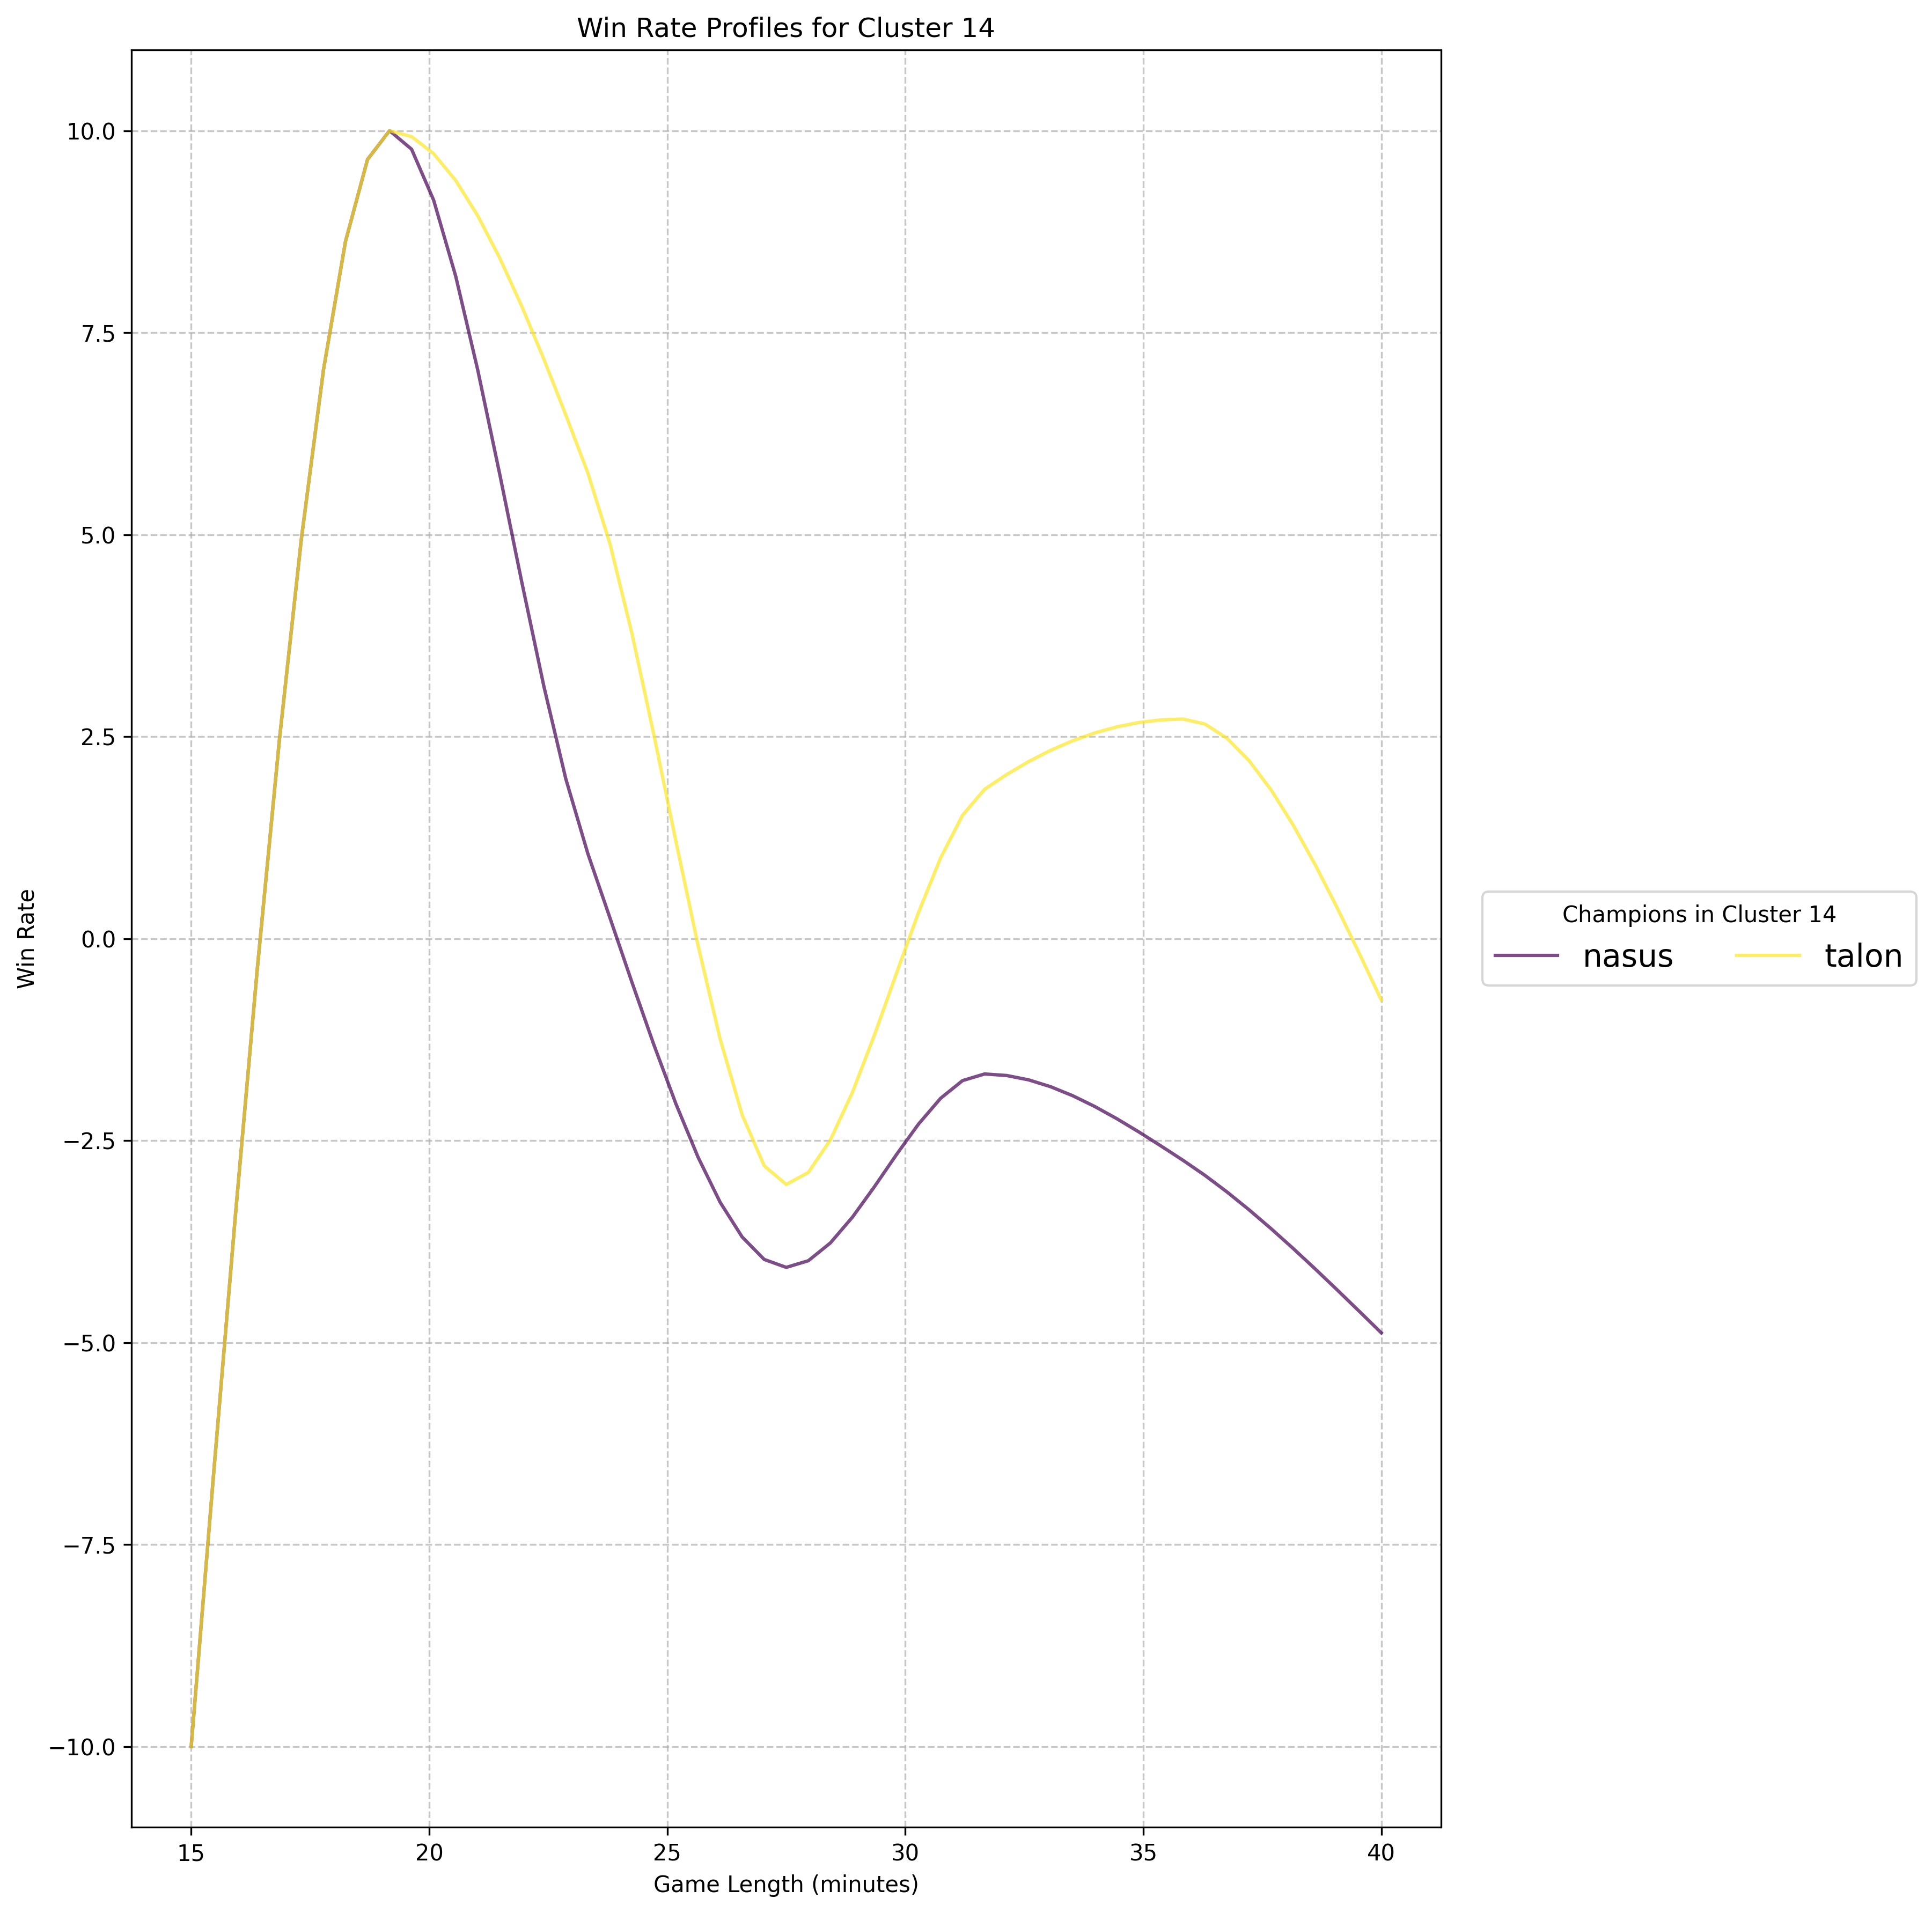 Win Rate Profiles for Cluster 14
10.0
7.5
5.0
2.5
0.0
−2.5
−5.0
−7.5
−10.0
Win Rate
15 20 25 30 35 40
Game Length (minutes)
Champions in Cluster 14
nasus talon